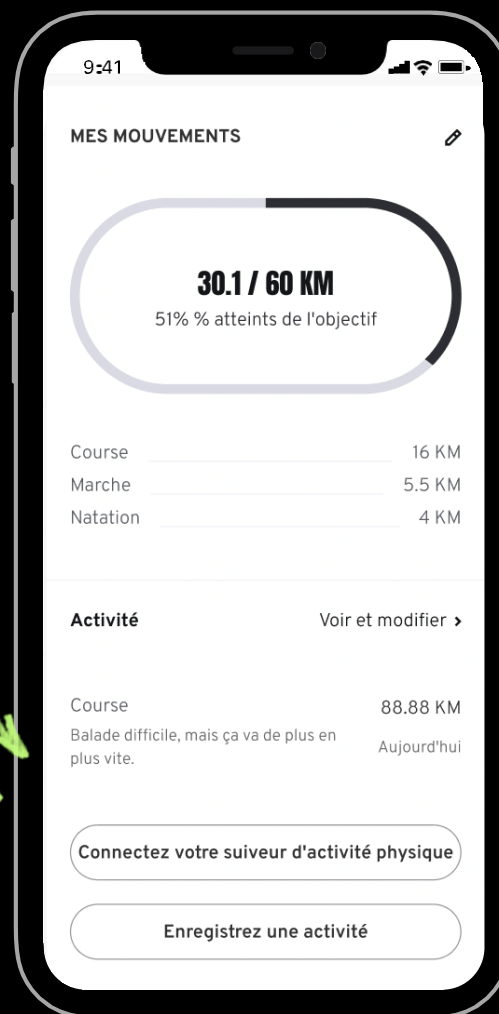 9:41
MES MOUVEMENTS
30.1 / 60 KM
51% % atteints de l'objectif
Course 16 KM
Marche 5.5 KM
Natation 4 KM
Activité Voir et modifier >
Course 88.88 KM
Balade difficile, mais ça va de plus en
plus vite.
Aujourd'hui
Connectez votre suiveur d'activité physique
Enregistrez une activité